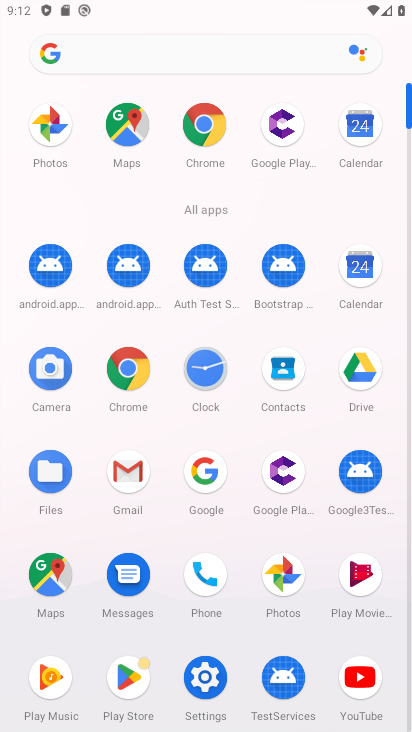 9:12
Photos Maps Chrome Google Play... Calendar
All apps
android.app... android.app... Auth Test S... Bootstrap ... Calendar
Camera Chrome Clock Contacts Drive
Files Gmail Google Google Pla... Google3Tes...
Maps Messages Phone Photos Play Movie...
Play Music Play Store Settings TestServices YouTube